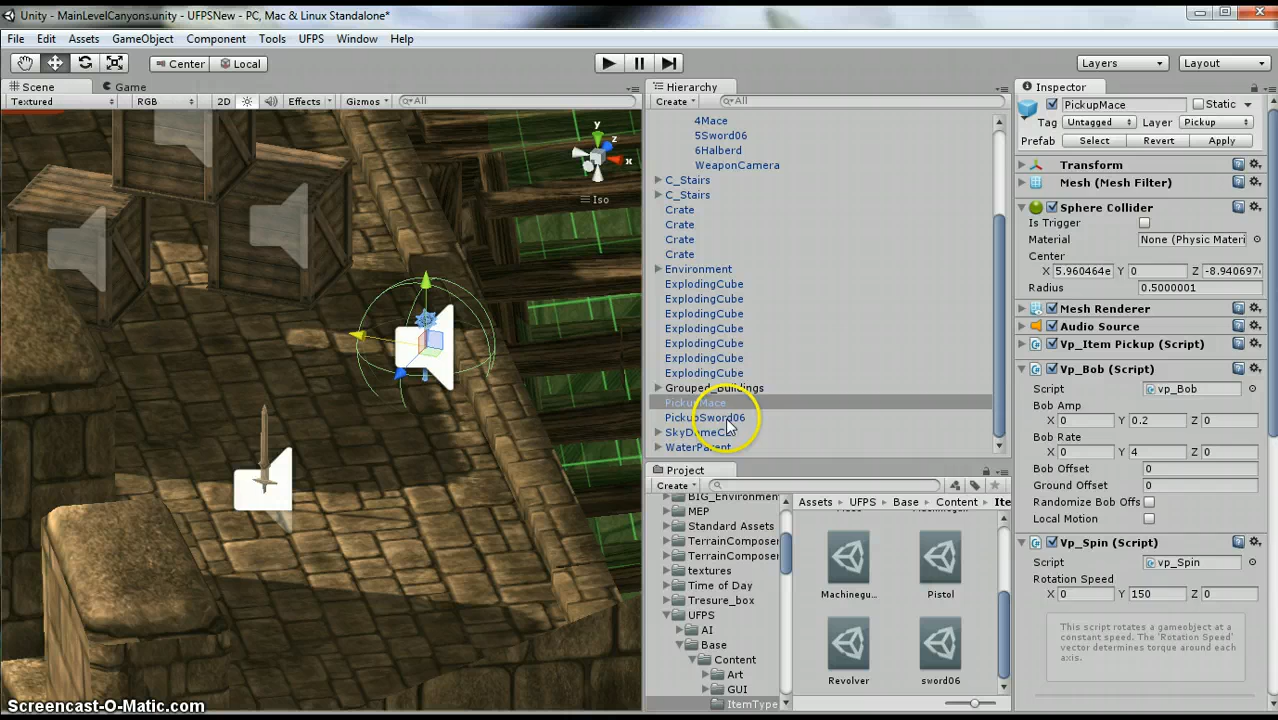 Unity - MainLevelCanyons.unity - UFPSNew - PC, Mac & Linux Standalone*
File Edit Assets GameObject Component Tools UFPS Window Help
Center Local Layers Layout
Scene Game
Textured RGB 2D Effects Gizmos All
y
x
z
Iso
Hierarchy
Create All
4Mace
5Sword06
6Halberd
WeaponCamera
C_Stairs
C_Stairs
Crate
Crate
Crate
Crate
Environment
ExplodingCube
ExplodingCube
ExplodingCube
ExplodingCube
ExplodingCube
ExplodingCube
ExplodingCube
Grouped_Buildings
PickupMace
PickupSword06
WaterParent
Project
Create
BIG_Environment
MEP
Standard Assets
TerrainCompose
TerrainCompose
textures
Time of Day
Tresure_box
UFPS
AI
Base
Content
Art
GUI
ItemType
Assets UFPS Base Content Ite
Machinegu... Pistol
Revolver sword06
Inspector
PickupMace Static
Tag Untagged Layer Pickup
Prefab Select Revert Apply
Transform
Mesh (Mesh Filter)
Sphere Collider
Is Trigger
Material None (Physic Materi
Center
X 5.960464e Y 0 Z -8.940697
Radius 0.5000001
Mesh Renderer
Audio Source
Vp_Item Pickup (Script)
Vp_Bob (Script)
Script vp_Bob
Bob Amp
X 0 Y 0.2 Z 0
Bob Rate
X 0 Y 4 Z 0
Bob Offset 0
Ground Offset 0
Randomize Bob Offs
Local Motion
Vp_Spin (Script)
Script vp_Spin
Rotation Speed
X 0 Y 150 Z 0
This script rotates a gameobject at a
constant speed. The 'Rotation Speed'
vector determines torque around each
axis.
Screencast-O-Matic.com